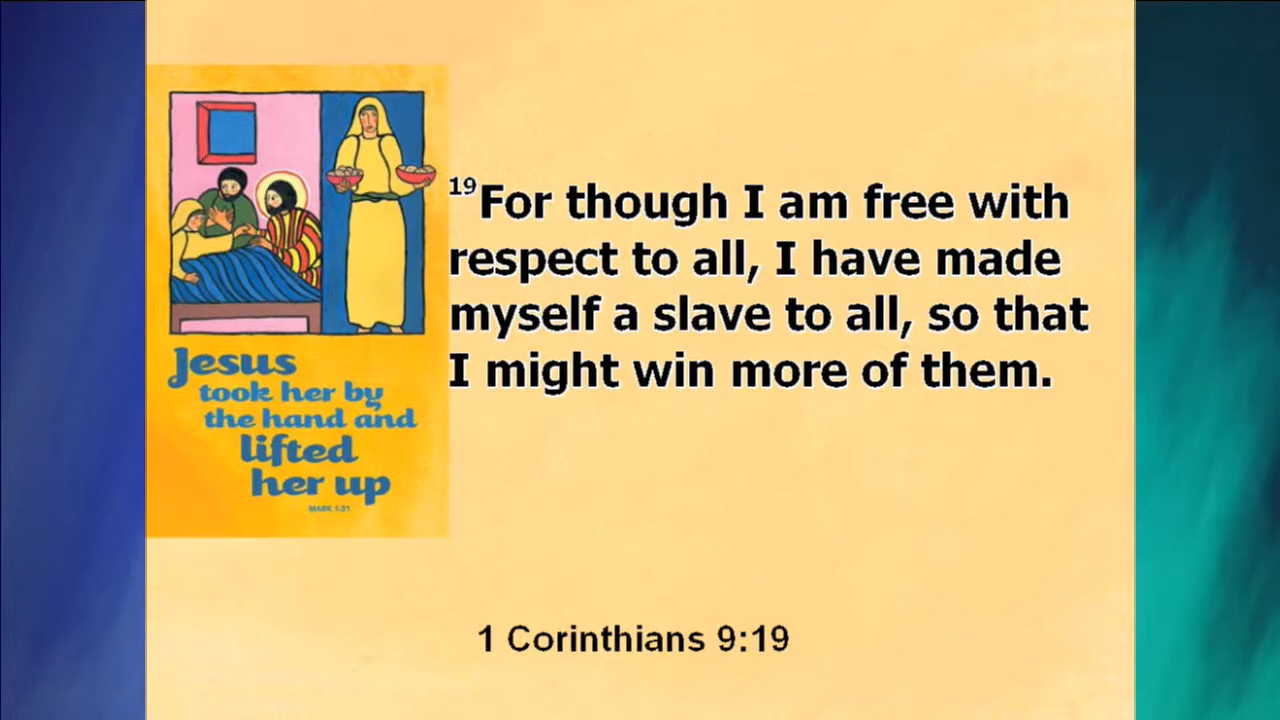 Jesus
took her by
the hand and
lifted
her up
MARK 1:31
19For though I am free with
respect to all, I have made
myself a slave to all, so that
I might win more of them.
1 Corinthians 9:19